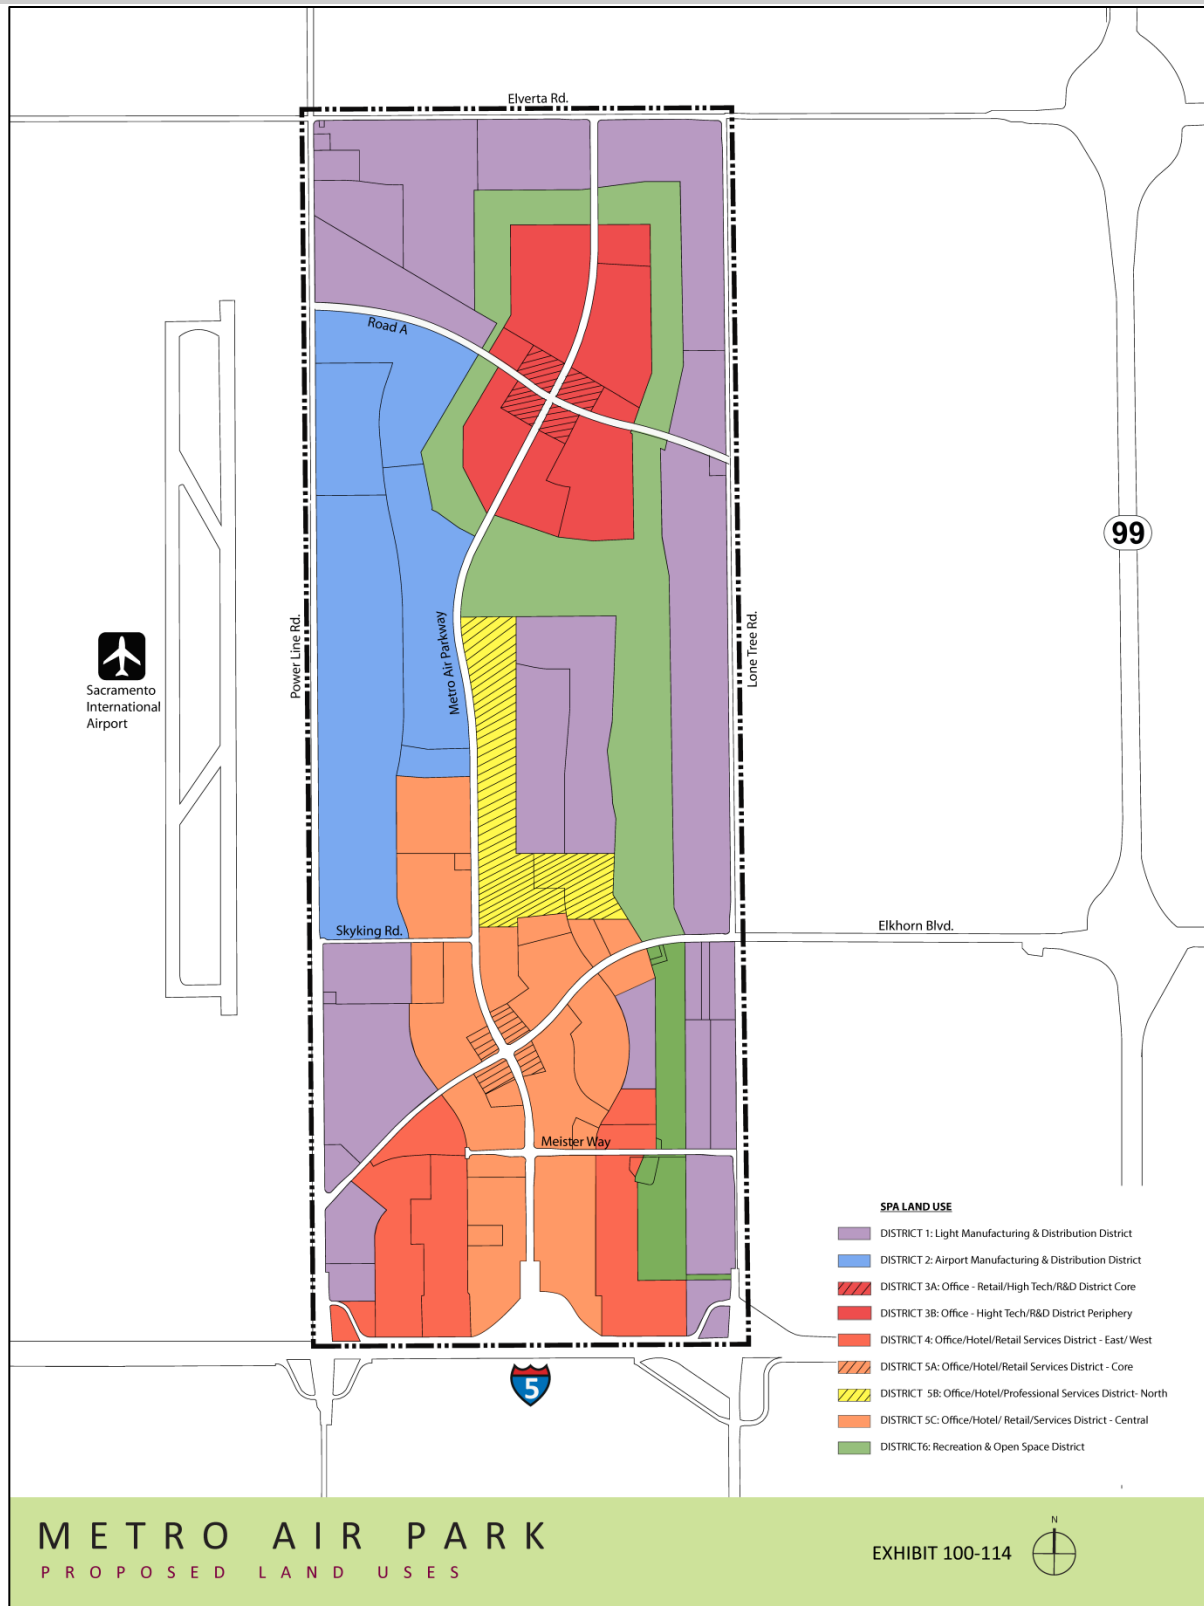 Elverta Rd.
Road A
99
Power Line Rd.
Metro Air Parkway
Lone Tree Rd.
Sacramento
International
Airport
Skyking Rd.
Elkhorn Blvd.
Meister Way
SPA LAND USE
DISTRICT 1: Light Manufacturing & Distribution District
DISTRICT 2: Airport Manufacturing & Distribution District
DISTRICT 3A: Office - Retail/High Tech/R&D District Core
DISTRICT 3B: Office - Hight Tech/R&D District Periphery
DISTRICT 4: Office/Hotel/Retail Services District - East/ West
DISTRICT 5A: Office/Hotel/Retail Services District - Core
DISTRICT 5B: Office/Hotel/Professional Services District- North
DISTRICT 5C: Office/Hotel/ Retail/Services District - Central
DISTRICT6: Recreation & Open Space District
5
METRO AIR PARK
PROPOSED LAND USES
EXHIBIT 100-114
N